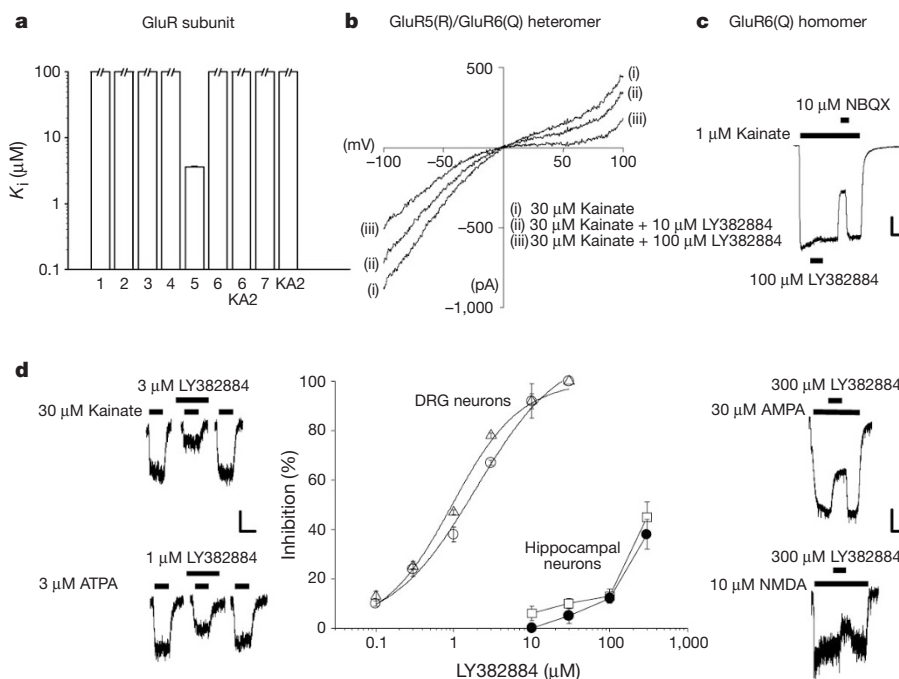 a
GluR subunit
K_i (µM)
100
10
1
0.1
1 2 3 4 5 6 6 7 KA2
KA2
b
GluR5(R)/GluR6(Q) heteromer
500
(i)
(ii)
(iii)
(mV)
−100 −50 0 50 100
(iii)
(ii)
(i)
−500
(i) 30 µM Kainate
(ii) 30 µM Kainate + 10 µM LY382884
(iii) 30 µM Kainate + 100 µM LY382884
(pA)
−1,000
c
GluR6(Q) homomer
10 µM NBQX
1 µM Kainate
100 µM LY382884
d
3 µM LY382884
30 µM Kainate
1 µM LY382884
3 µM ATPA
Inhibition (%)
100
80
60
40
20
0
DRG neurons
Hippocampal
neurons
0.1 1 10 100 1,000
LY382884 (µM)
300 µM LY382884
30 µM AMPA
300 µM LY382884
10 µM NMDA